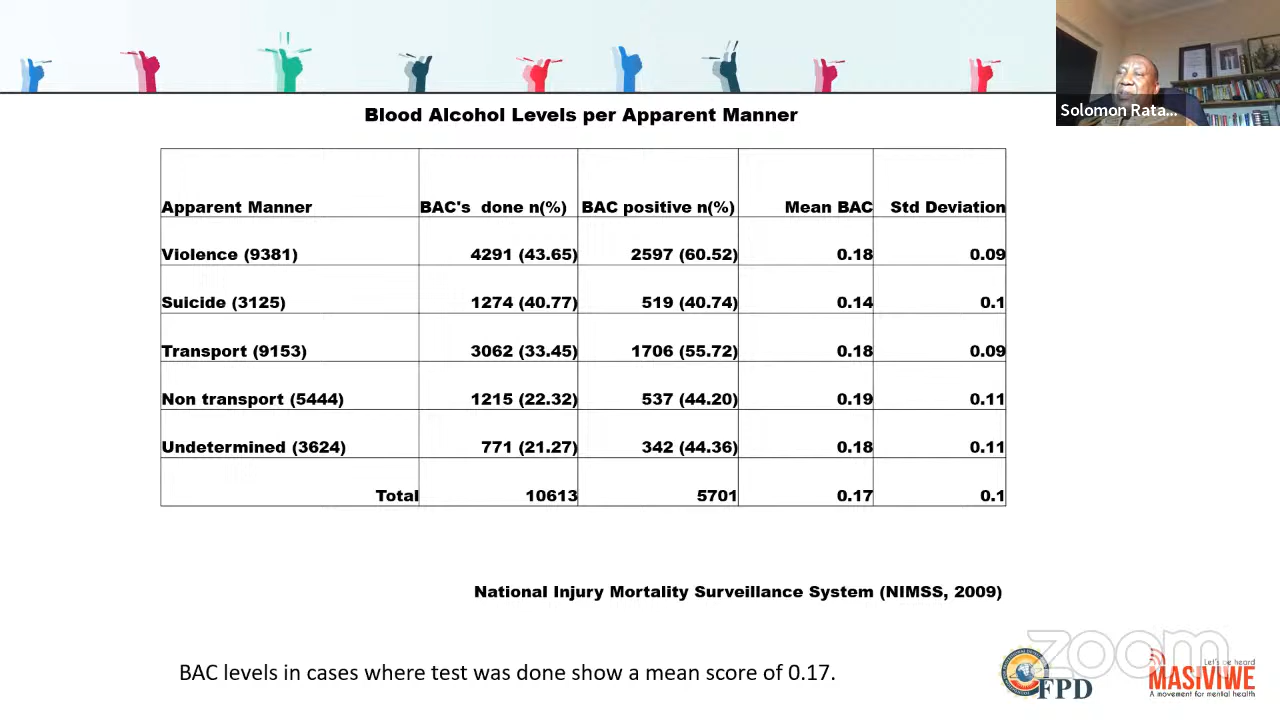 Solomon Rata...
Blood Alcohol Levels per Apparent Manner
Apparent Manner BAC's done n(%) BAC positive n(%) Mean BAC Std Deviation
Violence (9381) 4291 (43.65) 2597 (60.52) 0.18 0.09
Suicide (3125) 1274 (40.77) 519 (40.74) 0.14 0.1
Transport (9153) 3062 (33.45) 1706 (55.72) 0.18 0.09
Non transport (5444) 1215 (22.32) 537 (44.20) 0.19 0.11
Undetermined (3624) 771 (21.27) 342 (44.36) 0.18 0.11
Total 10613 5701 0.17 0.1
National Injury Mortality Surveillance System (NIMSS, 2009)
BAC levels in cases where test was done show a mean score of 0.17.
zoom
FPD
Let's be heard
MASIVIWE
A movement for mental health